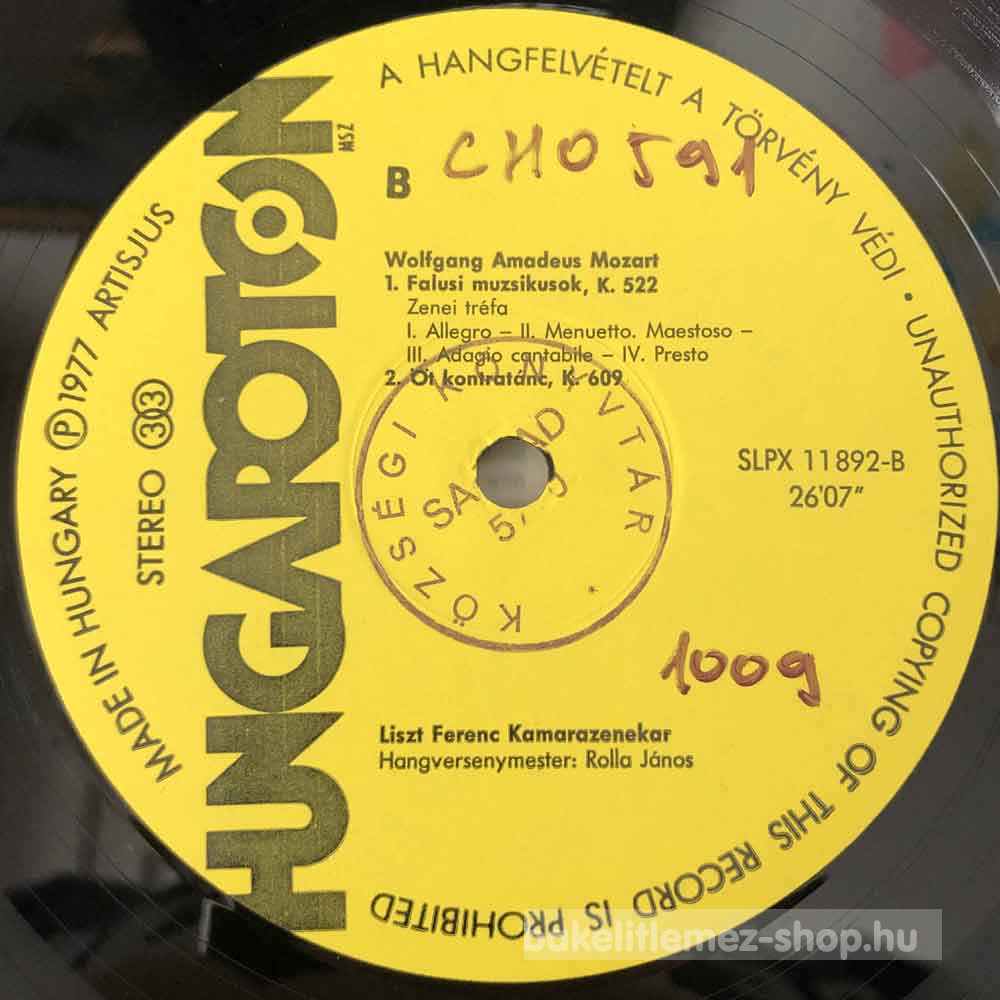 A HANGFELVÉTELT A TÖRVÉNY VÉDI • UNAUTHORIZED COPYING OF THIS RECORD IS PROHIBITED
MADE IN HUNGARY Ⓟ 1977 ARTISJUS
STEREO 33
HUNGAROTON
MSZ
B
CHO 591
Wolfgang Amadeus Mozart
1. Falusi muzsikusok, K. 522
Zenei tréfa
I. Allegro – II. Menuetto. Maestoso –
III. Adagio cantabile – IV. Presto
2. Öt kontratánc, K. 609
KÖZSÉGI KÖNYVTÁR
SLPX 11892-B
26'07"
1009
Liszt Ferenc Kamarazenekar
Hangversenymester: Rolla János
bakelitlemez-shop.hu